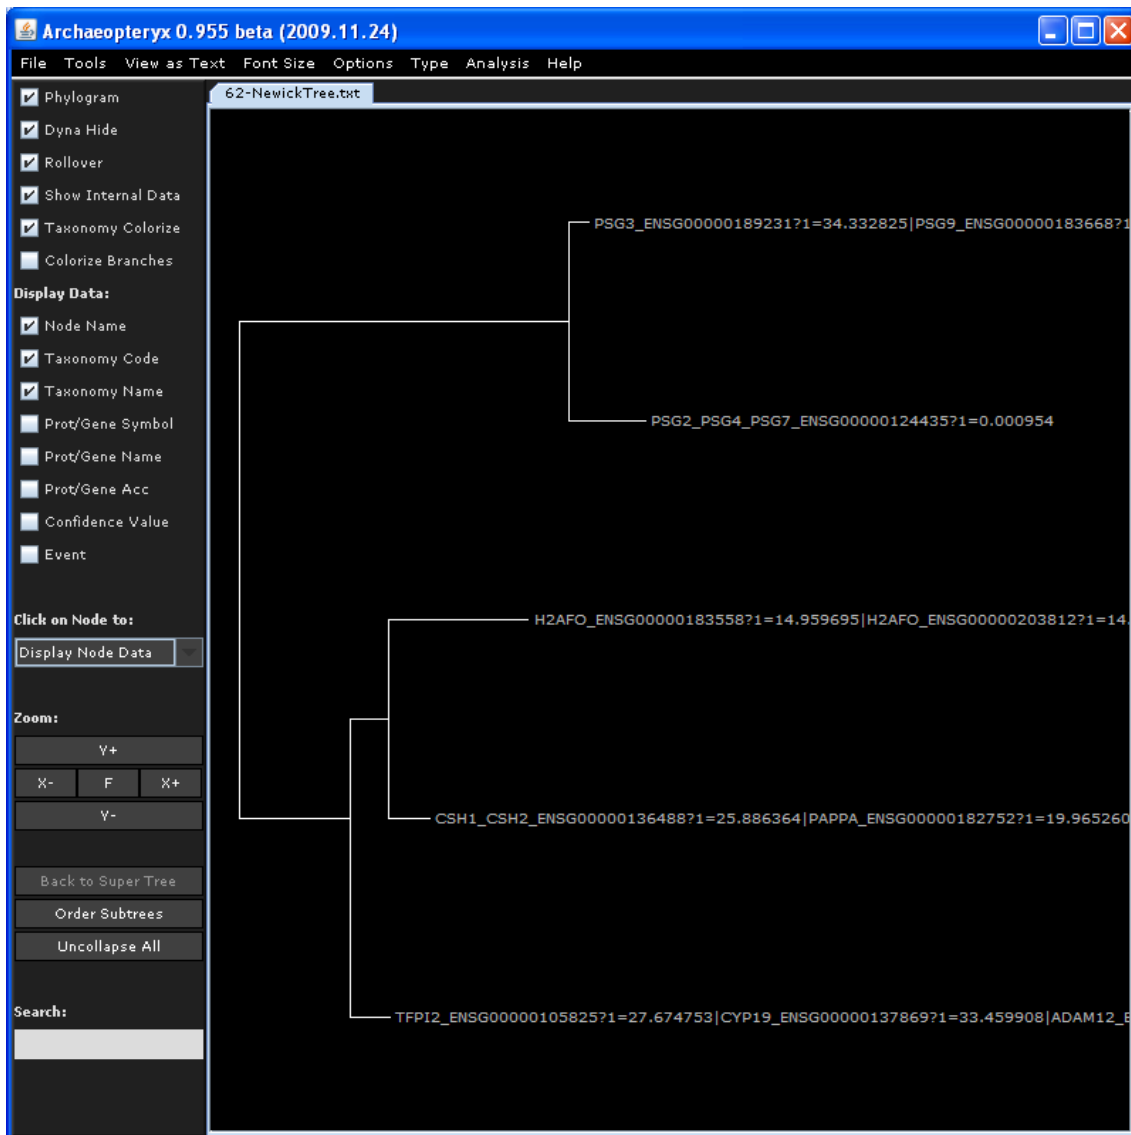 Archaeopteryx 0.955 beta (2009.11.24)
File Tools View as Text Font Size Options Type Analysis Help
62-NewickTree.txt
Phylogram
Dyna Hide
Rollover
Show Internal Data
Taxonomy Colorize
Colorize Branches
Display Data:
Node Name
Taxonomy Code
Taxonomy Name
Prot/Gene Symbol
Prot/Gene Name
Prot/Gene Acc
Confidence Value
Event
Click on Node to:
Display Node Data
Zoom:
Y+
X- F X+
Y-
Back to Super Tree
Order Subtrees
Uncollapse All
Search:
PSG3_ENSG00000189231?1=34.332825|PSG9_ENSG00000183668?1
PSG2_PSG4_PSG7_ENSG00000124435?1=0.000954
H2AFO_ENSG00000183558?1=14.959695|H2AFO_ENSG00000203812?1=14.
CSH1_CSH2_ENSG00000136488?1=25.886364|PAPPA_ENSG00000182752?1=19.965260
TFPI2_ENSG00000105825?1=27.674753|CYP19_ENSG00000137869?1=33.459908|ADAM12_E